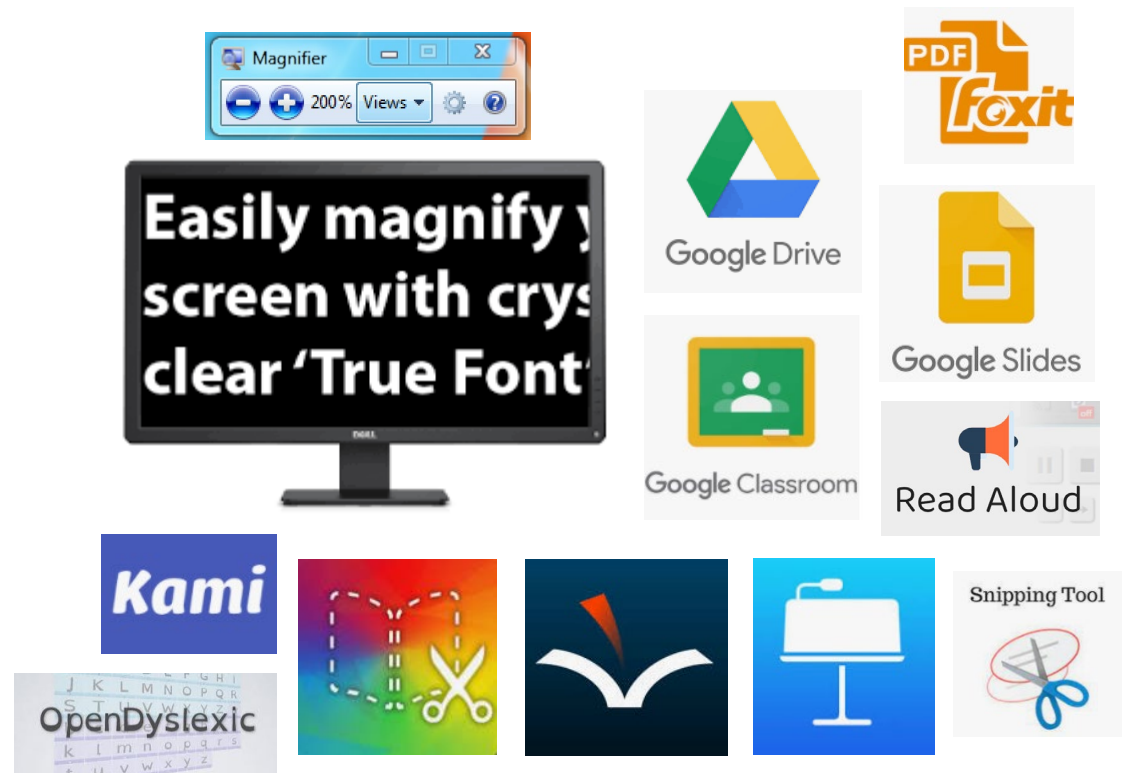 Magnifier
200% Views
Easily magnify y
screen with crys
clear ‘True Font’
DELL
Google Drive
Google Classroom
PDF
foxit
Google Slides
Read Aloud
Kami
Snipping Tool
J K L M N O P Q R
OpenDyslexic
k l m n o p q r s
t u v w x y z